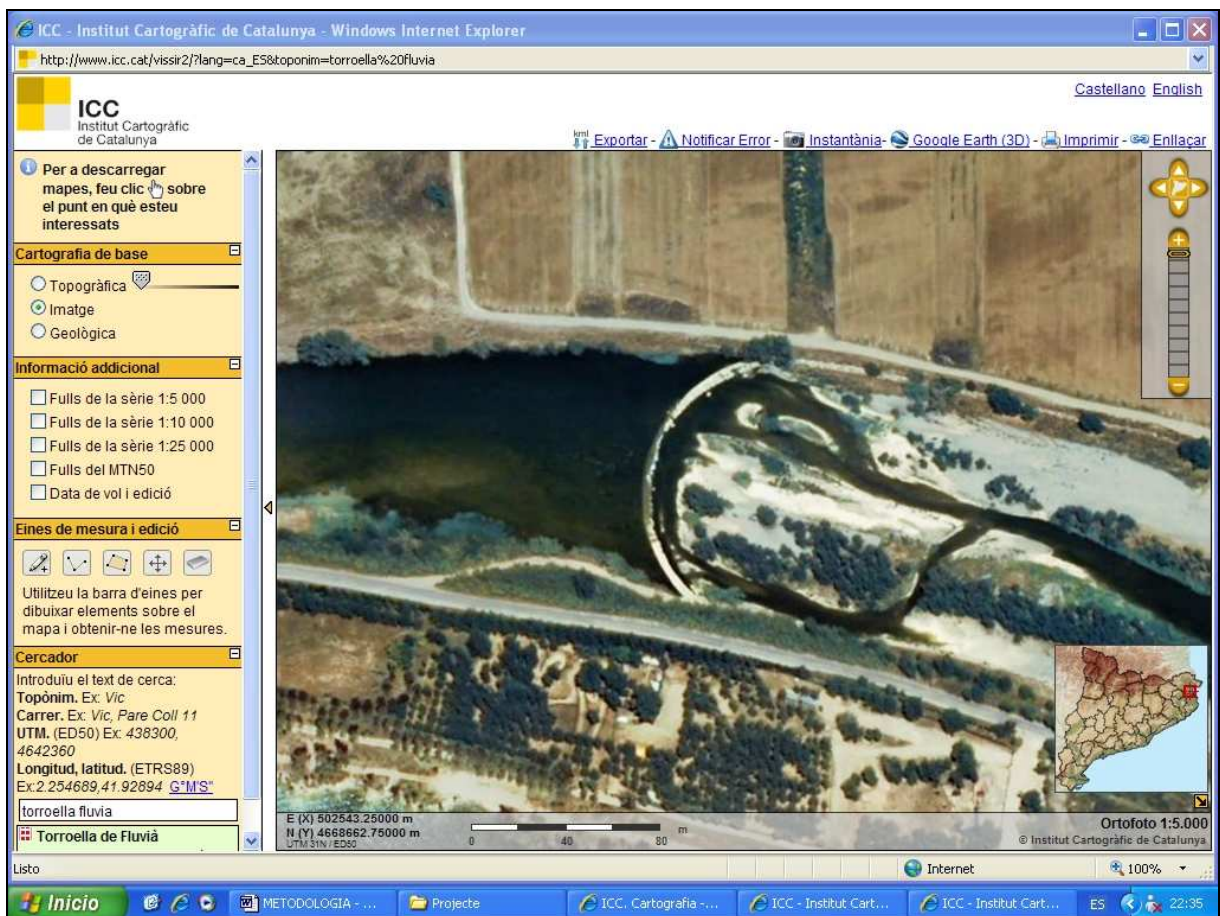 ICC - Institut Cartogràfic de Catalunya - Windows Internet Explorer
http://www.icc.cat/vissir2/?lang=ca_ES&toponim=torroella%20fluvia
Castellano English
ICC
Institut Cartogràfic
de Catalunya
kml Exportar - Notificar Error - Instantània - Google Earth (3D) - Imprimir - Enllaçar
Per a descarregar
mapes, feu clic sobre
el punt en què esteu
interessats
Cartografia de base
Topogràfica
Imatge
Geològica
Informació addicional
Fulls de la sèrie 1:5 000
Fulls de la sèrie 1:10 000
Fulls de la sèrie 1:25 000
Fulls del MTN50
Data de vol i edició
Eines de mesura i edició
Utilitzeu la barra d'eines per
dibuixar elements sobre el
mapa i obtenir-ne les mesures.
Cercador
Introduïu el text de cerca:
Topònim. Ex: Vic
Carrer. Ex: Vic, Pare Coll 11
UTM. (ED50) Ex: 438300,
4642360
Longitud, latitud. (ETRS89)
Ex:2.254689,41.92894 G°M'S"
torroella fluvia
Torroella de Fluvià
E (X) 502543.25000 m
N (Y) 4668662.75000 m
UTM 31N / ED50
0 40 80 m
Ortofoto 1:5.000
© Institut Cartogràfic de Catalunya
Listo
Internet
100%
Inicio
METODOLOGIA - ...
Projecte
ICC. Cartografia -...
ICC - Institut Cart...
ICC - Institut Cart...
ES
22:35